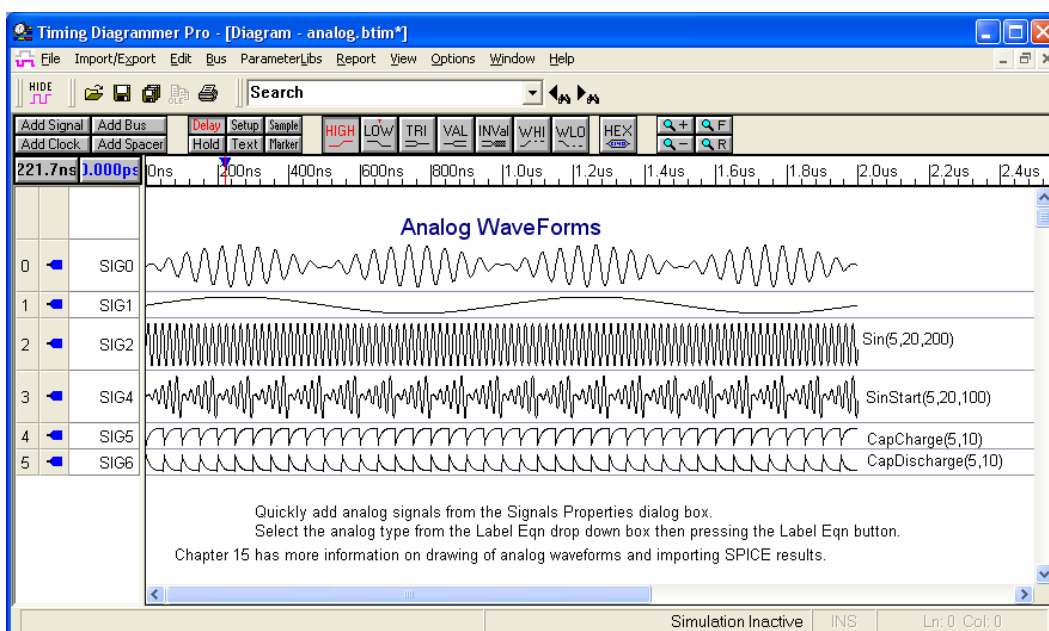 Timing Diagrammer Pro - [Diagram - analog.btim*]
File Import/Export Edit Bus ParameterLibs Report View Options Window Help
HIDE Search
Add Signal Add Bus Delay Setup Sample HIGH LOW TRI VAL INVal WHI WLO HEX + F
Add Clock Add Spacer Hold Text Marker - R
221.7ns 0.000ps 0ns 200ns 400ns 600ns 800ns 1.0us 1.2us 1.4us 1.6us 1.8us 2.0us 2.2us 2.4us
Analog WaveForms
0 SIG0
1 SIG1
2 SIG2 Sin(5,20,200)
3 SIG4 SinStart(5,20,100)
4 SIG5 CapCharge(5,10)
5 SIG6 CapDischarge(5,10)
Quickly add analog signals from the Signals Properties dialog box.
Select the analog type from the Label Eqn drop down box then pressing the Label Eqn button.
Chapter 15 has more information on drawing of analog waveforms and importing SPICE results.
Simulation Inactive INS Ln: 0 Col: 0